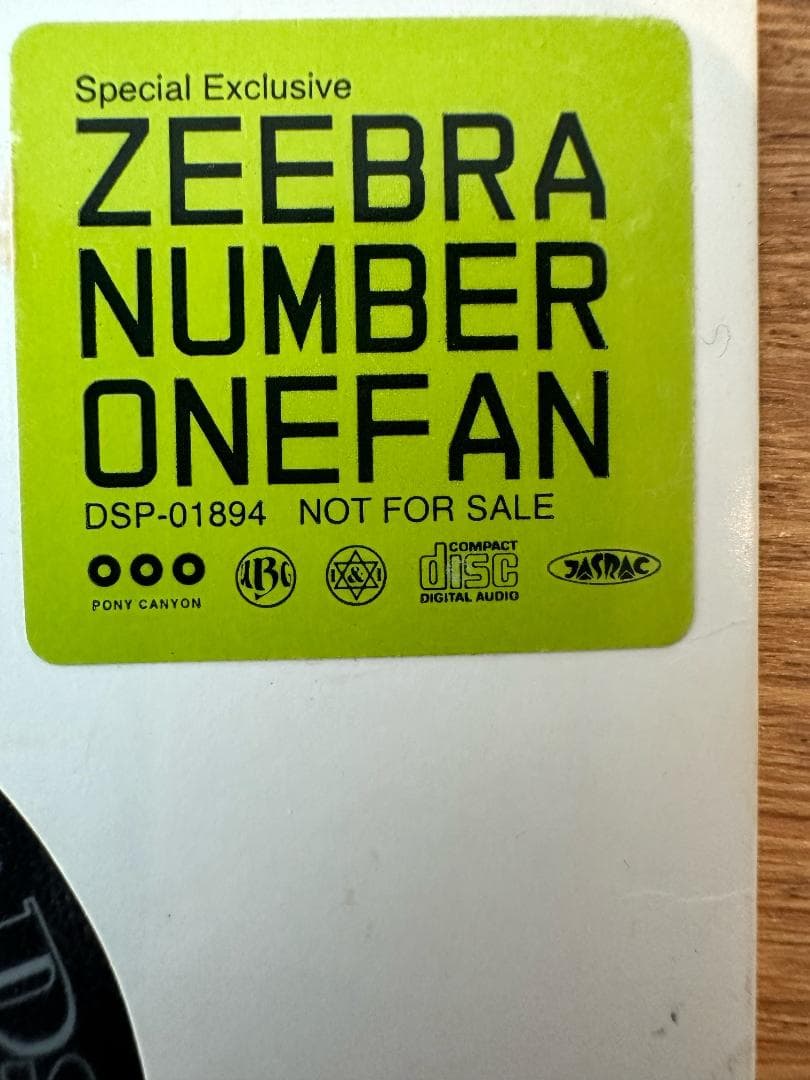 Special Exclusive
ZEEBRA
NUMBER
ONEFAN
DSP-01894 NOT FOR SALE
PONY CANYON
&
COMPACT
disc
DIGITAL AUDIO
JASRAC